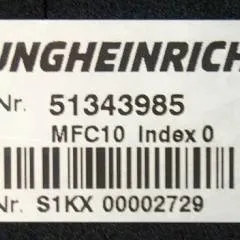 UNGHEINRICH
Nr. 51343985
MFC10 Index 0
Nr. S1KX 00002729